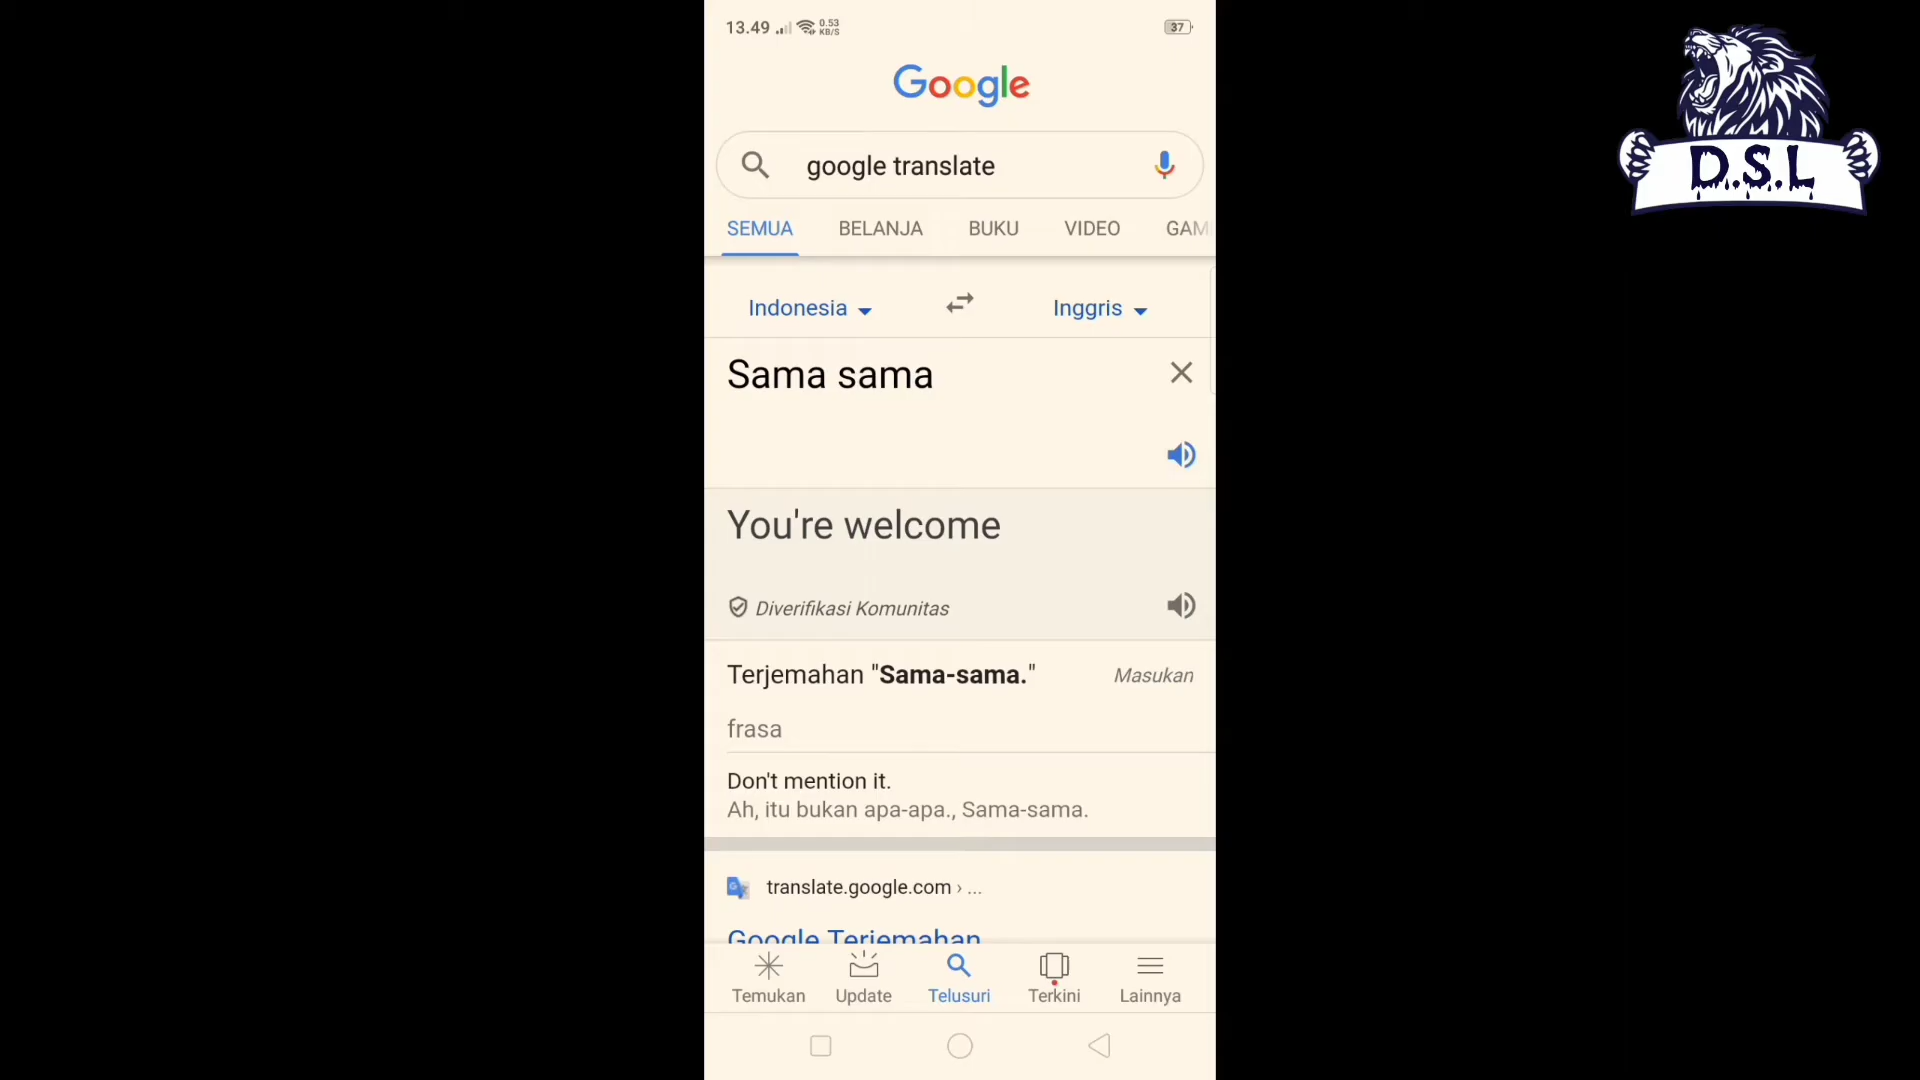 13.49
0.53
KB/S
37
Google
google translate
SEMUA BELANJA BUKU VIDEO GAM
Indonesia Inggris
Sama sama
You're welcome
Diverifikasi Komunitas
Terjemahan "Sama-sama." Masukan
frasa
Don't mention it.
Ah, itu bukan apa-apa., Sama-sama.
translate.google.com › ...
Google Terjemahan
Temukan Update Telusuri Terkini Lainnya
D.S.L